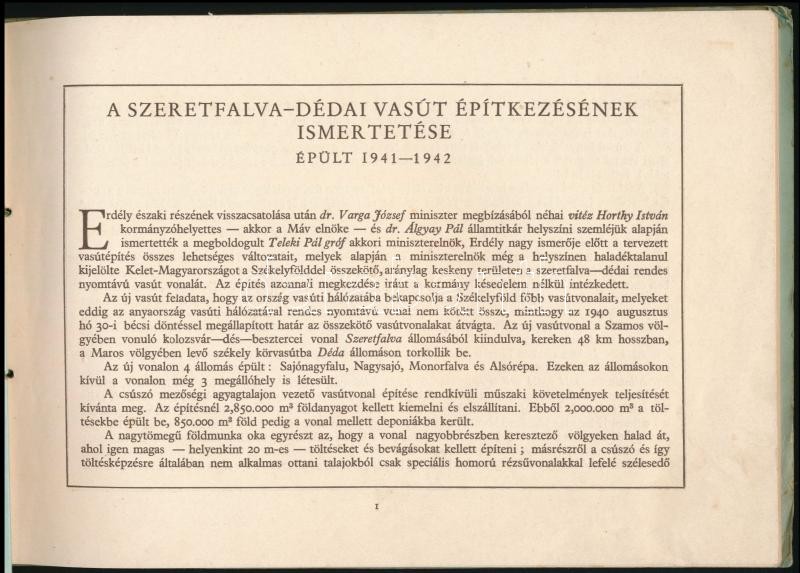 A SZERETFALVA—DÉDAI VASÚT ÉPÍTKEZÉSÉNEK
ISMERTETÉSE
ÉPÜLT 1941—1942
Erdély északi részének visszacsatolása után dr. Varga József miniszter megbízásából néhai vitéz Horthy István
kormányzóhelyettes — akkor a Máv elnöke — és dr. Álgyay Pál államtitkár helyszíni szemléjük alapján
ismertették a megboldogult Teleki Pál gróf akkori miniszterelnök, Erdély nagy ismerője előtt a tervezett
vasútépítés összes lehetséges változatait, melyek alapján a miniszterelnök még a helyszínen haladéktalanul
kijelölte Kelet-Magyarországot a Székelyfölddel összekötő, aránylag keskeny területen a szeretfalva—dédai rendes
nyomtávú vasút vonalát. Az építés azonnali megkezdése iránt a kormány késedelem nélkül intézkedett.
Az új vasút feladata, hogy az ország vasúti hálózatába bekapcsolja a Székelyföld főbb vasútvonalait, melyeket
eddig az anyaország vasúti hálózatával rendes nyomtávú vonal nem kötött össze, minthogy az 1940 augusztus
hó 30-i bécsi döntéssel megállapított határ az összekötő vasútvonalakat átvágta. Az új vasútvonal a Szamos völ-
gyében vonuló kolozsvár—dés—besztercei vonal Szeretfalva állomásából kiindulva, kereken 48 km hosszban,
a Maros völgyében levő székely körvasútba Déda állomáson torkollik be.
Az új vonalon 4 állomás épült: Sajónagyfalu, Nagysajó, Monorfalva és Alsórépa. Ezeken az állomásokon
kívül a vonalon még 3 megállóhely is létesült.
A csúszó mezőségi agyagtalajon vezető vasútvonal építése rendkívüli műszaki követelmények teljesítését
kívánta meg. Az építésnél 2,850.000 m³ földanyagot kellett kiemelni és elszállítani. Ebből 2,000.000 m³ a töl-
tésekbe épült be, 850.000 m³ föld pedig a vonal mellett deponiákba került.
A nagytömegű földmunka oka egyrészt az, hogy a vonal nagyobbrészben keresztező völgyeken halad át,
ahol igen magas — helyenkint 20 m-es — töltéseket és bevágásokat kellett építeni; másrészről a csúszó és így
töltésképzésre általában nem alkalmas ottani talajokból csak speciális homorú rézsűvonalakkal lefelé szélesedő
1